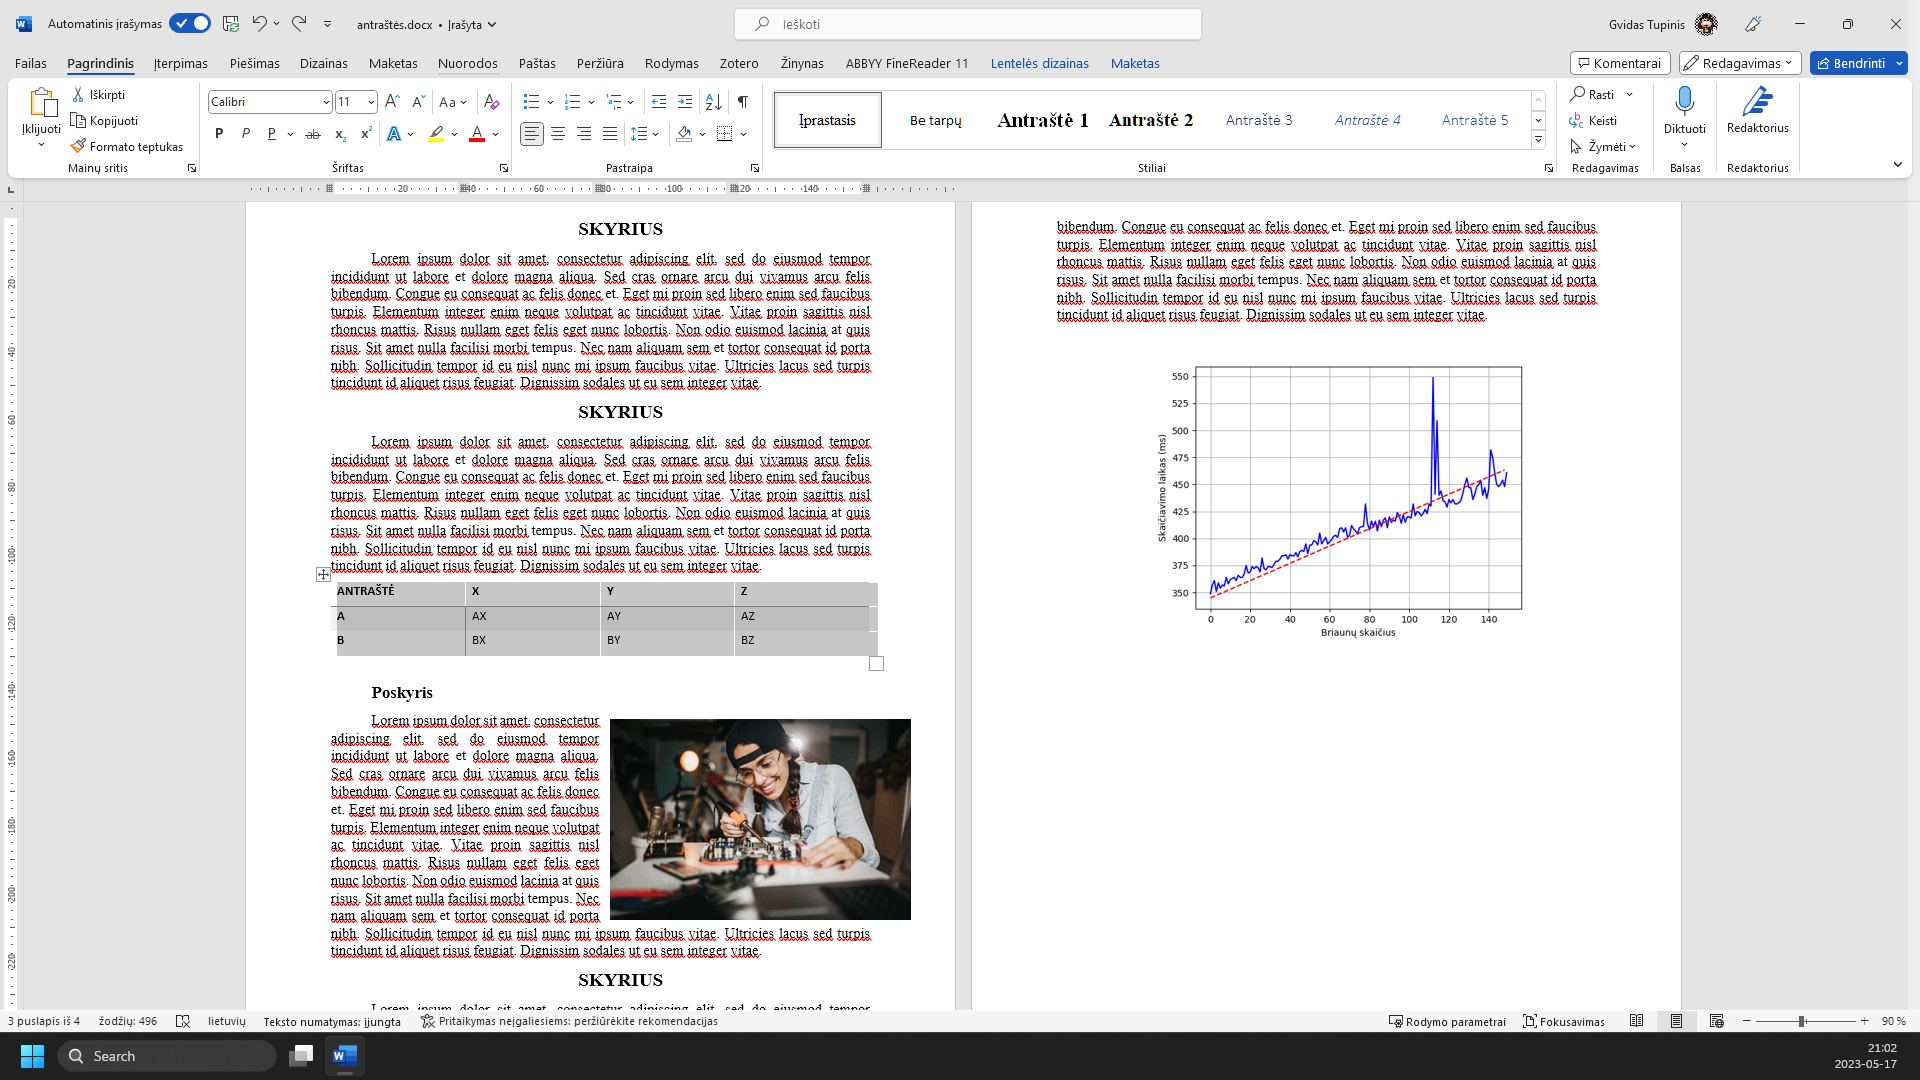 Automatinis įrašymas
antraštės.docx • Įrašyta
Ieškoti
Gvidas Tupinis
Failas Pagrindinis Įterpimas Piešimas Dizainas Maketas Nuorodos Paštas Peržiūra Rodymas Zotero Žinynas ABBYY FineReader 11 Lentelės dizainas Maketas
Komentarai Redagavimas Bendrinti
Įklijuoti
Iškirpti
Kopijuoti
Formato teptukas
Mainų sritis
Calibri 11
Šriftas
Pastraipa
Įprastasis Be tarpų Antraštė 1 Antraštė 2 Antraštė 3 Antraštė 4 Antraštė 5
Stiliai
Rasti
Keisti
Žymėti
Redagavimas
Diktuoti
Balsas
Redaktorius
Redaktorius
20 40 60 80 100 120 140
SKYRIUS
Lorem ipsum dolor sit amet, consectetur adipiscing elit, sed do eiusmod tempor
incididunt ut labore et dolore magna aliqua. Sed cras ornare arcu dui vivamus arcu felis
bibendum. Congue eu consequat ac felis donec et. Eget mi proin sed libero enim sed faucibus
turpis. Elementum integer enim neque volutpat ac tincidunt vitae. Vitae proin sagittis nisl
rhoncus mattis. Risus nullam eget felis eget nunc lobortis. Non odio euismod lacinia at quis
risus. Sit amet nulla facilisi morbi tempus. Nec nam aliquam sem et tortor consequat id porta
nibh. Sollicitudin tempor id eu nisl nunc mi ipsum faucibus vitae. Ultricies lacus sed turpis
tincidunt id aliquet risus feugiat. Dignissim sodales ut eu sem integer vitae.
SKYRIUS
Lorem ipsum dolor sit amet, consectetur adipiscing elit, sed do eiusmod tempor
incididunt ut labore et dolore magna aliqua. Sed cras ornare arcu dui vivamus arcu felis
bibendum. Congue eu consequat ac felis donec et. Eget mi proin sed libero enim sed faucibus
turpis. Elementum integer enim neque volutpat ac tincidunt vitae. Vitae proin sagittis nisl
rhoncus mattis. Risus nullam eget felis eget nunc lobortis. Non odio euismod lacinia at quis
risus. Sit amet nulla facilisi morbi tempus. Nec nam aliquam sem et tortor consequat id porta
nibh. Sollicitudin tempor id eu nisl nunc mi ipsum faucibus vitae. Ultricies lacus sed turpis
tincidunt id aliquet risus feugiat. Dignissim sodales ut eu sem integer vitae.
ANTRAŠTĖ X Y Z
A AX AY AZ
B BX BY BZ
Poskyris
Lorem ipsum dolor sit amet, consectetur
adipiscing elit, sed do eiusmod tempor
incididunt ut labore et dolore magna aliqua.
Sed cras ornare arcu dui vivamus arcu felis
bibendum. Congue eu consequat ac felis donec
et. Eget mi proin sed libero enim sed faucibus
turpis. Elementum integer enim neque volutpat
ac tincidunt vitae. Vitae proin sagittis nisl
rhoncus mattis. Risus nullam eget felis eget
nunc lobortis. Non odio euismod lacinia at quis
risus. Sit amet nulla facilisi morbi tempus. Nec
nam aliquam sem et tortor consequat id porta
nibh. Sollicitudin tempor id eu nisl nunc mi ipsum faucibus vitae. Ultricies lacus sed turpis
tincidunt id aliquet risus feugiat. Dignissim sodales ut eu sem integer vitae.
SKYRIUS
Lorem ipsum dolor sit amet, consectetur adipiscing elit, sed do eiusmod tempor
bibendum. Congue eu consequat ac felis donec et. Eget mi proin sed libero enim sed faucibus
turpis. Elementum integer enim neque volutpat ac tincidunt vitae. Vitae proin sagittis nisl
rhoncus mattis. Risus nullam eget felis eget nunc lobortis. Non odio euismod lacinia at quis
risus. Sit amet nulla facilisi morbi tempus. Nec nam aliquam sem et tortor consequat id porta
nibh. Sollicitudin tempor id eu nisl nunc mi ipsum faucibus vitae. Ultricies lacus sed turpis
tincidunt id aliquet risus feugiat. Dignissim sodales ut eu sem integer vitae.
Skaičiavimo laikas (ms)
550
525
500
475
450
425
400
375
350
0 20 40 60 80 100 120 140
Briaunų skaičius
3 puslapis iš 4 žodžių: 496 lietuvių Teksto numatymas: įjungta Pritaikymas neįgaliesiems: peržiūrėkite rekomendacijas
Rodymo parametrai Fokusavimas 90 %
Search
21:02
2023-05-17